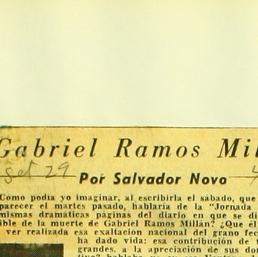 Gabriel Ramos Mil
29
Por Salvador Novo
Como podía yo imaginar, al escribirla el sábado, que
parecer el martes pasado, hablaría de la "Jornada
mismas dramáticas páginas del diario en que se di
ible de la muerte de Gabriel Ramos Millán? ¿Que él
ver realizada esa exaltación nacional del grano fec
ha dado vida: esa contribución de
grandes, a la apreciación de sus do